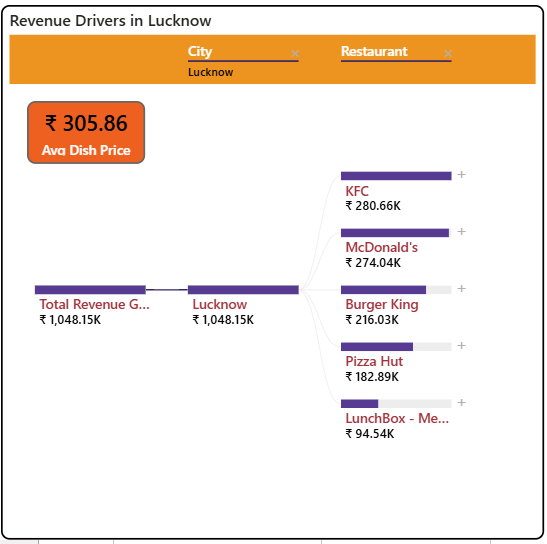 Revenue Drivers in Lucknow
City
Restaurant
Lucknow
₹ 305.86
Avg Dish Price
KFC
₹ 280.66K
McDonald's
₹ 274.04K
Total Revenue G...
₹ 1,048.15K
Lucknow
₹ 1,048.15K
Burger King
₹ 216.03K
Pizza Hut
₹ 182.89K
LunchBox - Me...
₹ 94.54K